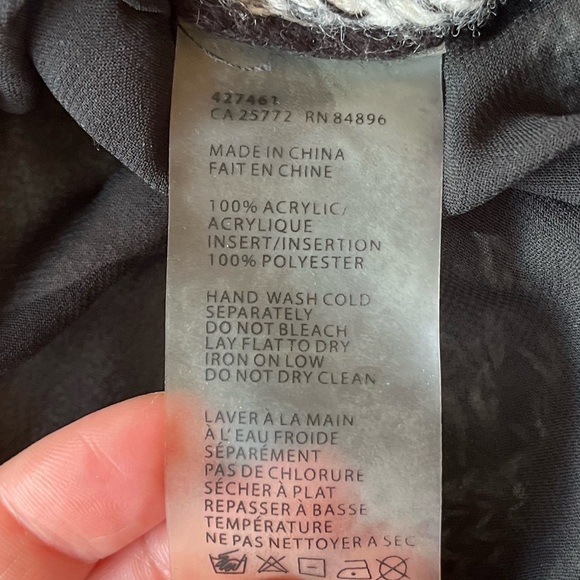 427461
CA 25772 RN 84896
MADE IN CHINA
FAIT EN CHINE
100% ACRYLIC/
ACRYLIQUE
INSERT/INSERTION
100% POLYESTER
HAND WASH COLD
SEPARATELY
DO NOT BLEACH
LAY FLAT TO DRY
IRON ON LOW
DO NOT DRY CLEAN
LAVER À LA MAIN
À L'EAU FROIDE
SÉPARÉMENT
PAS DE CHLORURE
SÉCHER À PLAT
REPASSER À BASSE
TEMPÉRATURE
NE PAS NETTOYER A SEC